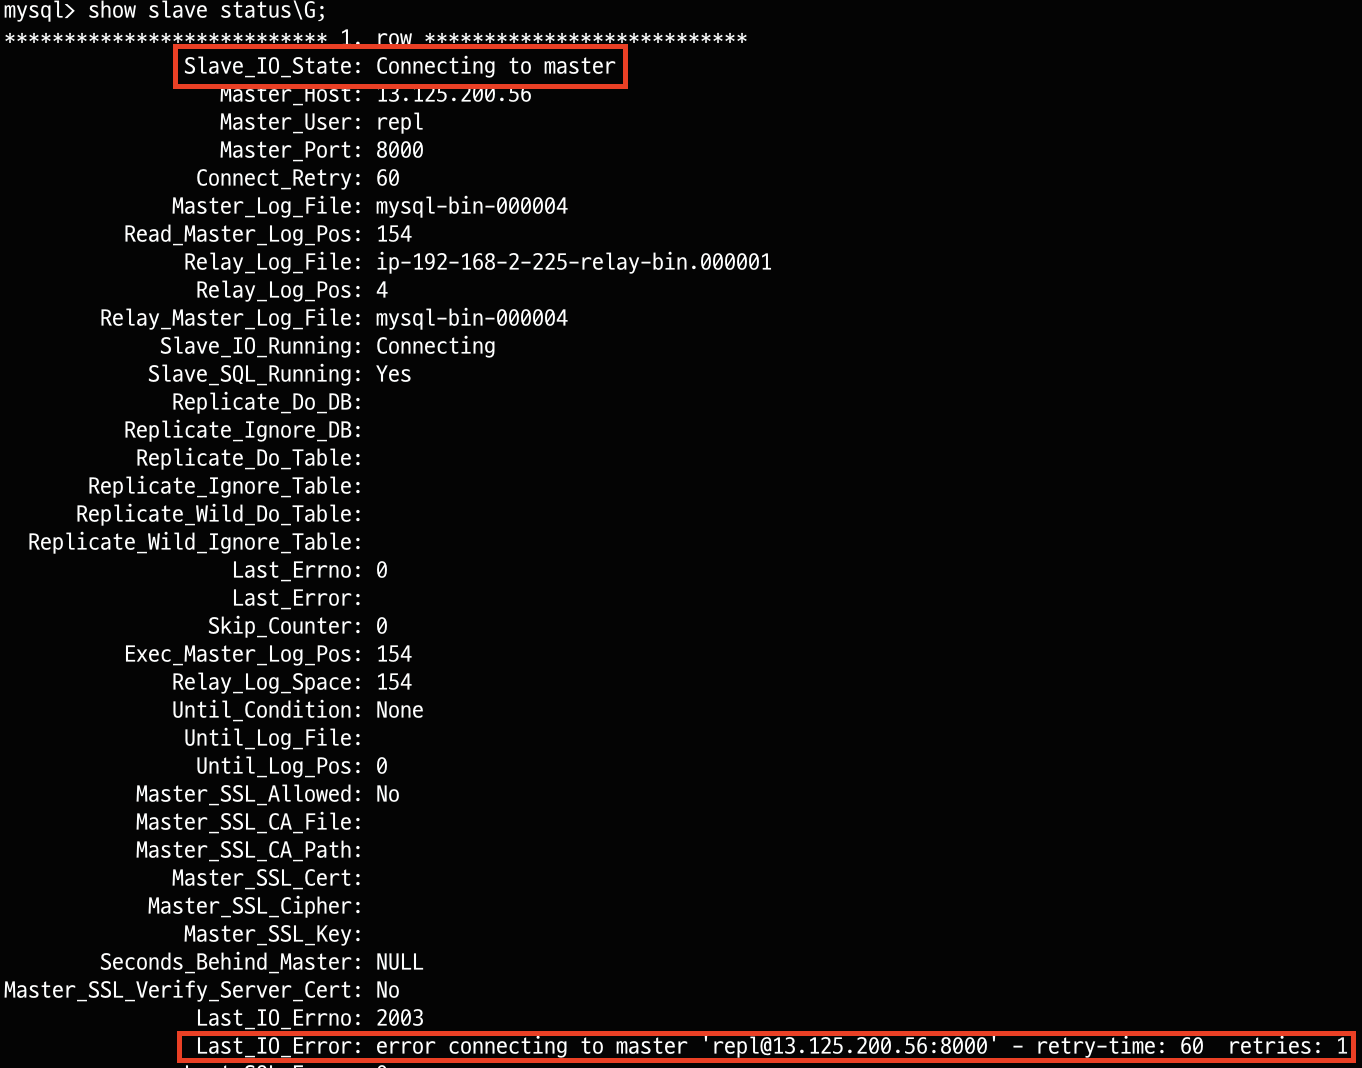 mysql> show slave status\G;
*************************** 1. row ***************************
Slave_IO_State: Connecting to master
Master_Host: 13.125.200.56
Master_User: repl
Master_Port: 8000
Connect_Retry: 60
Master_Log_File: mysql-bin-000004
Read_Master_Log_Pos: 154
Relay_Log_File: ip-192-168-2-225-relay-bin.000001
Relay_Log_Pos: 4
Relay_Master_Log_File: mysql-bin-000004
Slave_IO_Running: Connecting
Slave_SQL_Running: Yes
Replicate_Do_DB:
Replicate_Ignore_DB:
Replicate_Do_Table:
Replicate_Ignore_Table:
Replicate_Wild_Do_Table:
Replicate_Wild_Ignore_Table:
Last_Errno: 0
Last_Error:
Skip_Counter: 0
Exec_Master_Log_Pos: 154
Relay_Log_Space: 154
Until_Condition: None
Until_Log_File:
Until_Log_Pos: 0
Master_SSL_Allowed: No
Master_SSL_CA_File:
Master_SSL_CA_Path:
Master_SSL_Cert:
Master_SSL_Cipher:
Master_SSL_Key:
Seconds_Behind_Master: NULL
Master_SSL_Verify_Server_Cert: No
Last_IO_Errno: 2003
Last_IO_Error: error connecting to master 'repl@13.125.200.56:8000' - retry-time: 60  retries: 1